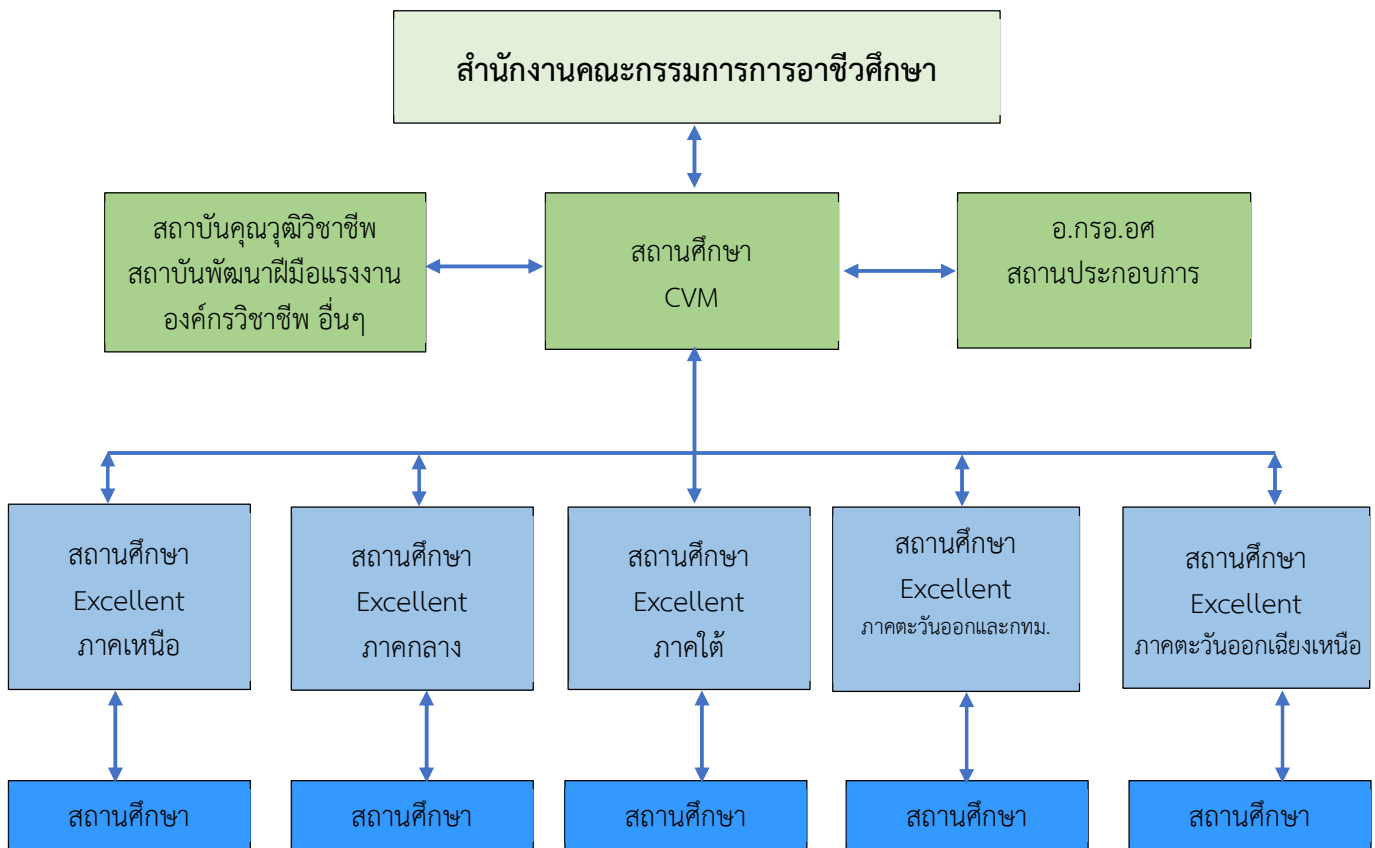 สำนักงานคณะกรรมการการอาชีวศึกษา
สถาบันคุณวุฒิวิชาชีพ
สถาบันพัฒนาฝีมือแรงงาน
องค์กรวิชาชีพ อื่นๆ
สถานศึกษา
CVM
อ.กรอ.อศ
สถานประกอบการ
สถานศึกษา
Excellent
ภาคเหนือ
สถานศึกษา
Excellent
ภาคกลาง
สถานศึกษา
Excellent
ภาคใต้
สถานศึกษา
Excellent
ภาคตะวันออกและกทม.
สถานศึกษา
Excellent
ภาคตะวันออกเฉียงเหนือ
สถานศึกษา
สถานศึกษา
สถานศึกษา
สถานศึกษา
สถานศึกษา